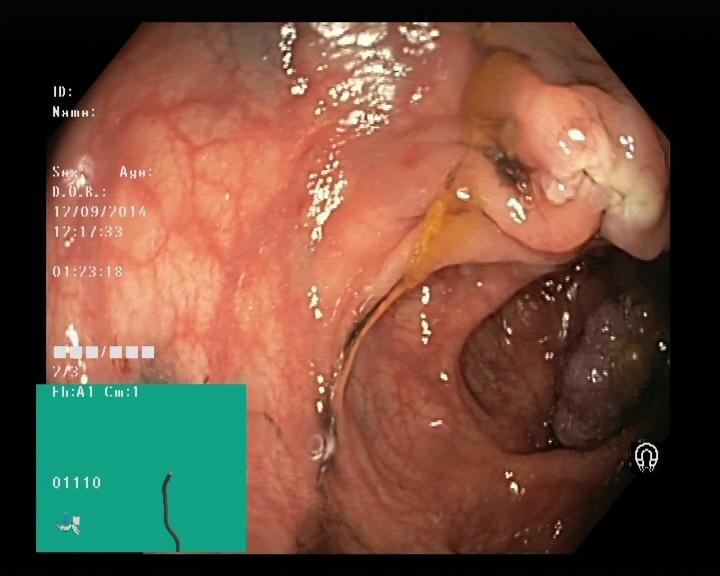 ID:
Name:
Sex: Age:
D.O.B.:
12/09/2014
12:17:33
01:23:18
■■■/■■■
2/3
Eh:A1 Cm:1
01110